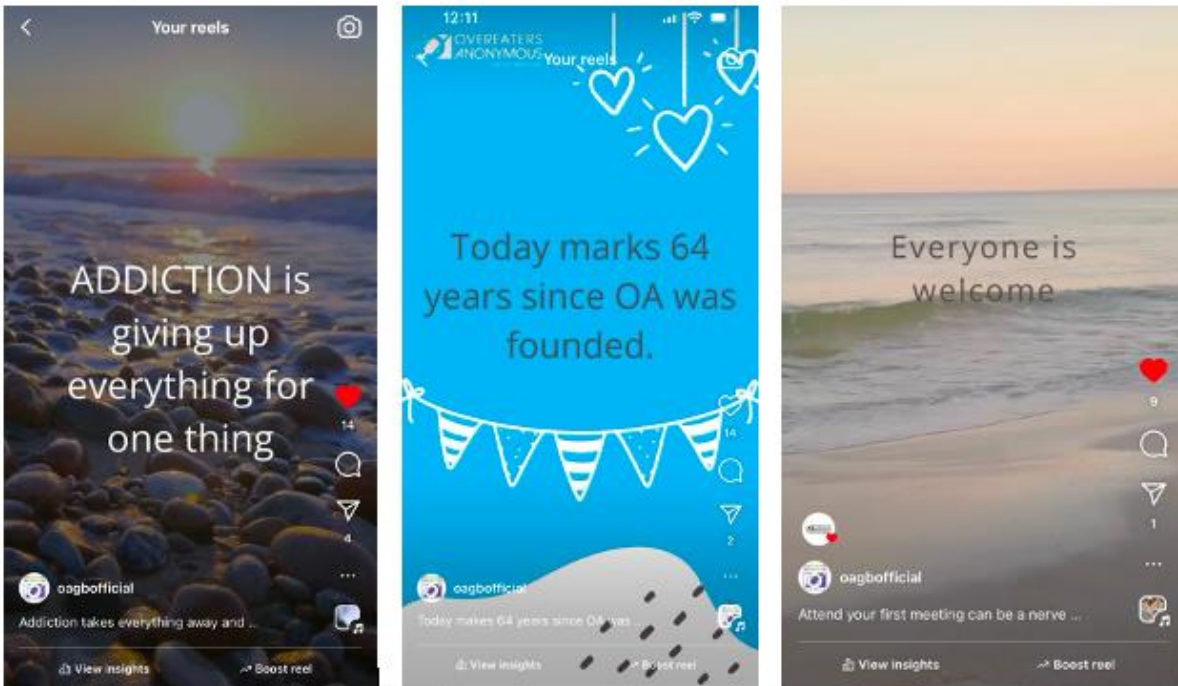 Your reels
ADDICTION is
giving up
everything for
one thing
14
4
oagbofficial
Addiction takes everything away and ...
View insights
Boost reel
12:11
OVEREATERS
ANONYMOUS
Your reels
Today marks 64
years since OA was
founded.
14
2
oagbofficial
Today makes 64 years since OA was ...
View insights
Boost reel
Everyone is
welcome
9
1
oagbofficial
Attend your first meeting can be a nerve ...
View insights
Boost reel